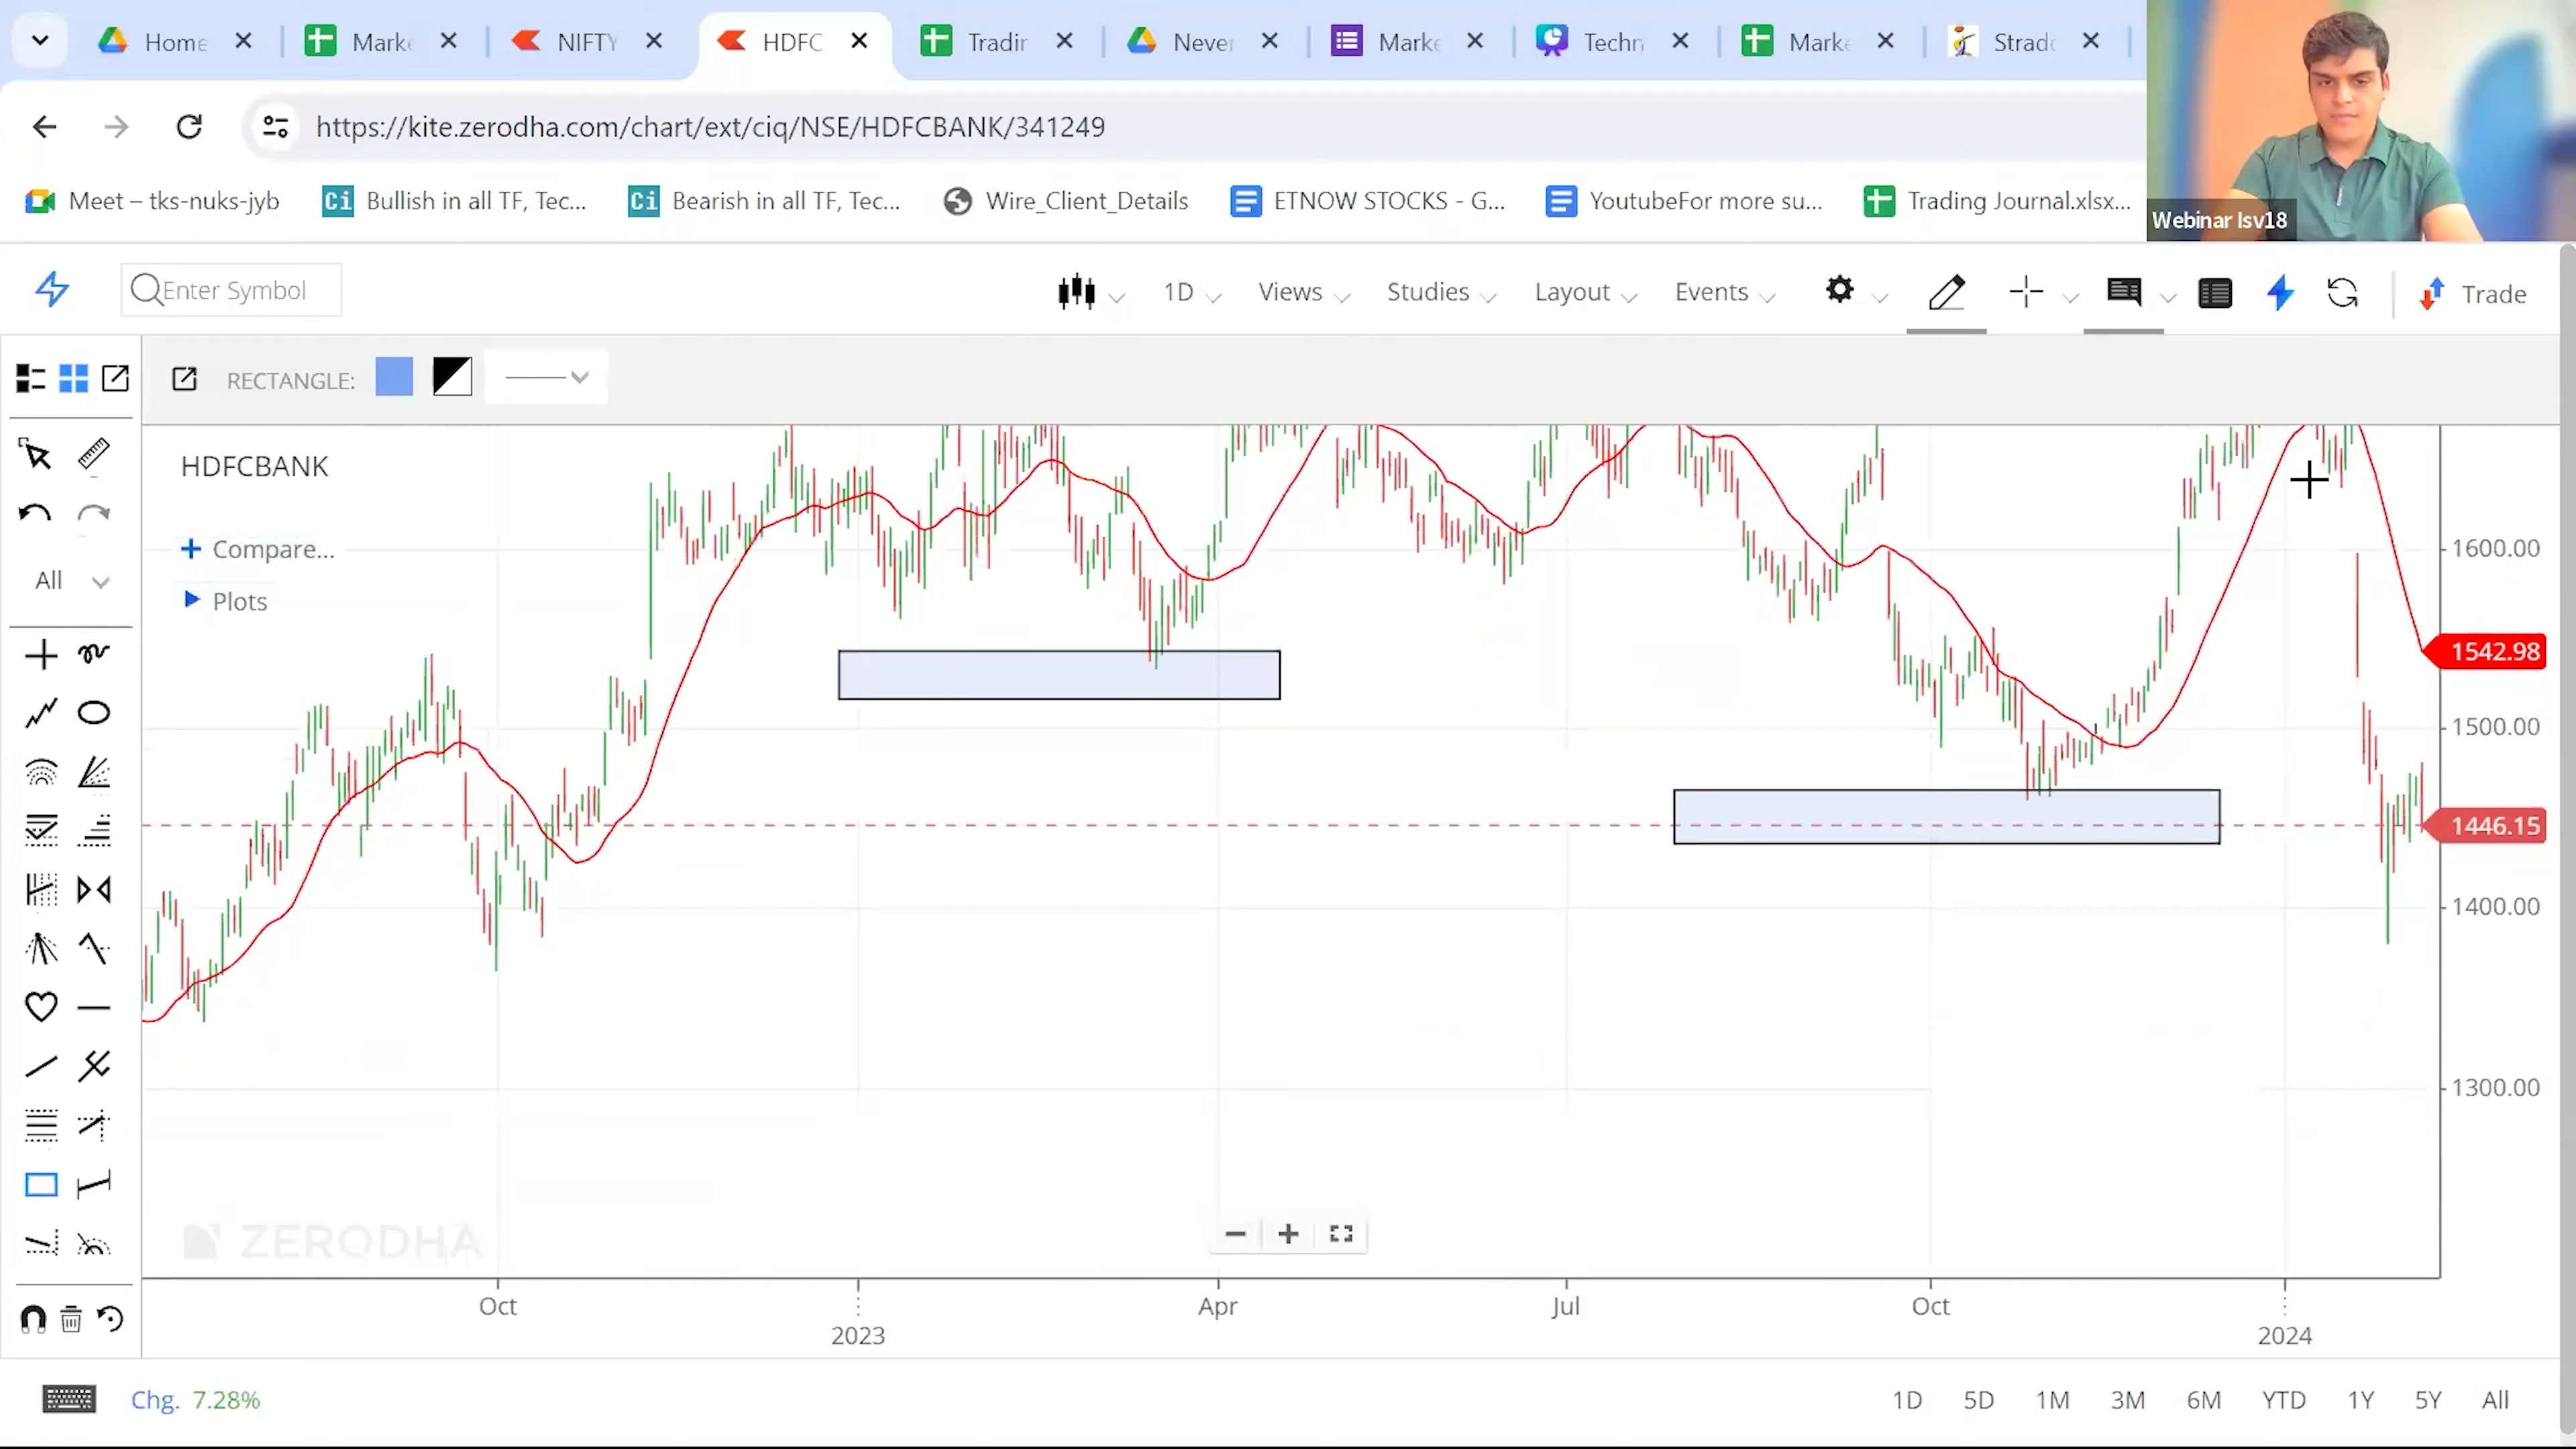 Home
Marke
NIFTY
HDFC
Tradin
Never
Marke
Techn
Marke
Strad
https://kite.zerodha.com/chart/ext/ciq/NSE/HDFCBANK/341249
Meet – tks-nuks-jyb
Ci Bullish in all TF, Tec...
Ci Bearish in all TF, Tec...
Wire_Client_Details
ETNOW STOCKS - G...
YoutubeFor more su...
Trading Journal.xlsx...
Webinar lsv18
Enter Symbol
1D
Views
Studies
Layout
Events
Trade
RECTANGLE:
HDFCBANK
Compare...
Plots
All
1600.00
1542.98
1500.00
1446.15
1400.00
1300.00
ZERODHA
Oct
2023
Apr
Jul
Oct
2024
Chg. 7.28%
1D 5D 1M 3M 6M YTD 1Y 5Y All